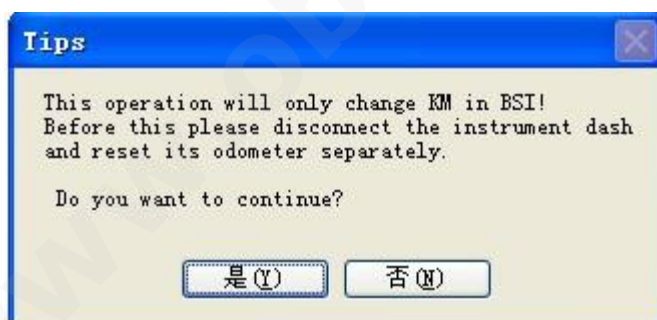 Tips
This operation will only change KM in BSI!
Before this please disconnect the instrument dash
and reset its odometer separately.
Do you want to continue?
是(Y) 否(N)